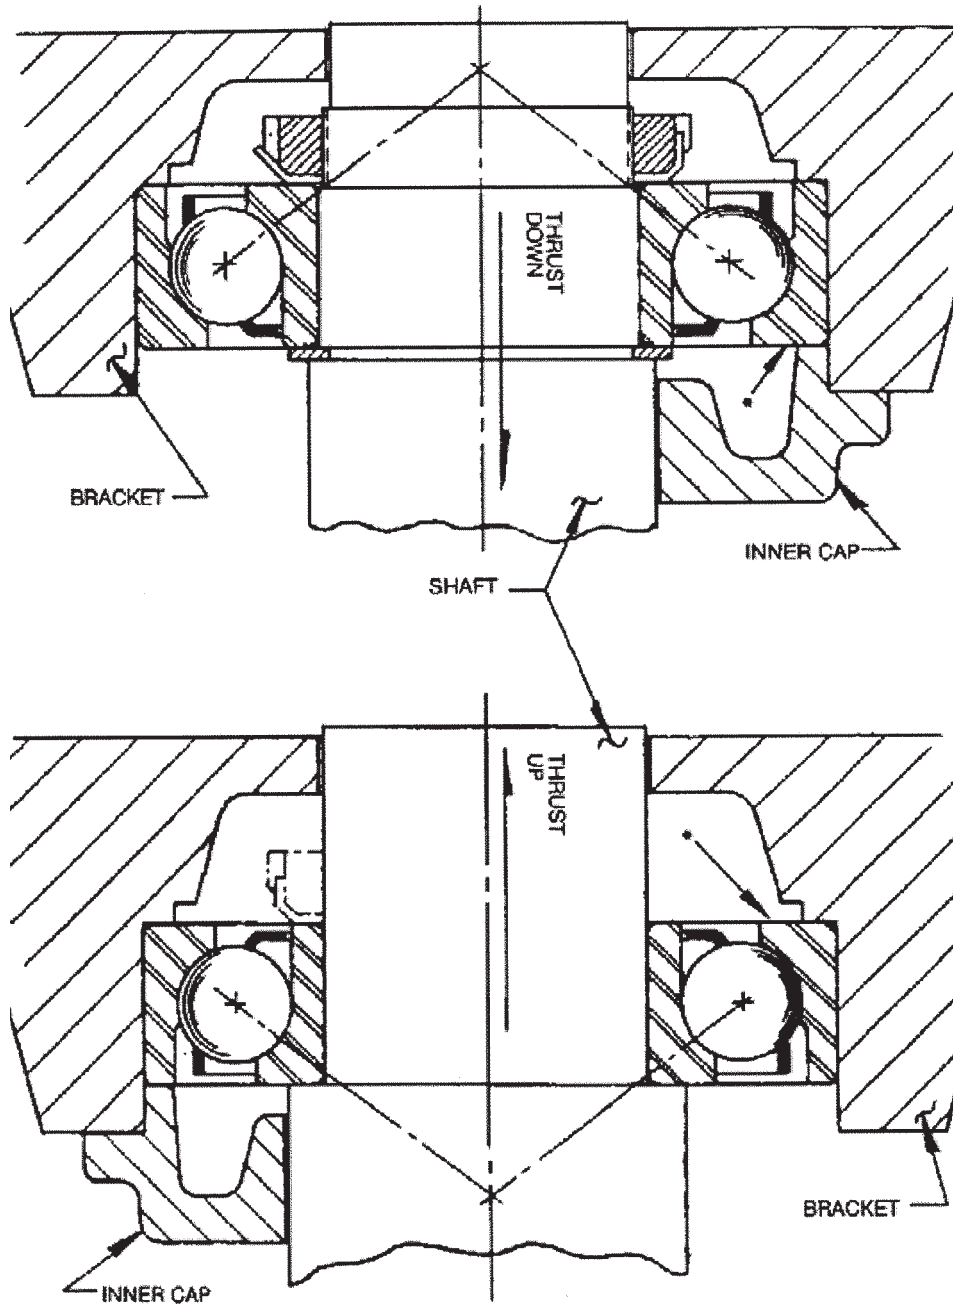 THRUST
DOWN
BRACKET
INNER CAP
SHAFT
THRUST
UP
BRACKET
INNER CAP